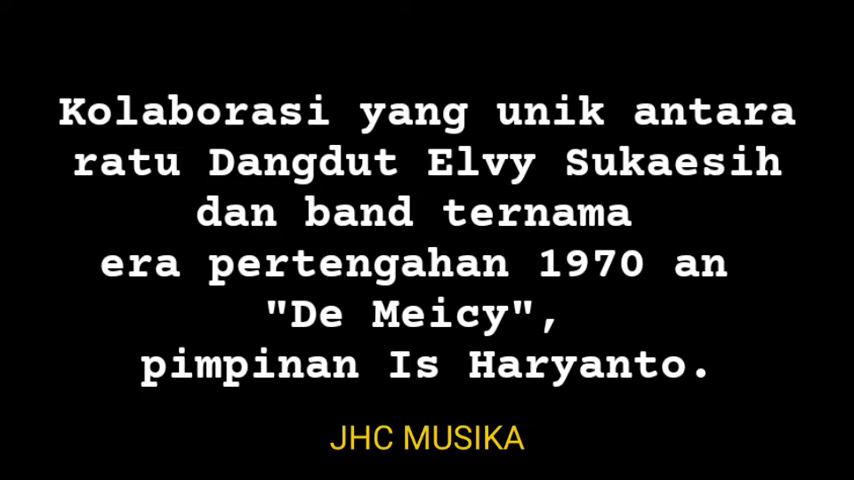 Kolaborasi yang unik antara
ratu Dangdut Elvy Sukaesih
dan band ternama
era pertengahan 1970 an
"De Meicy",
pimpinan Is Haryanto.
JHC MUSIKA